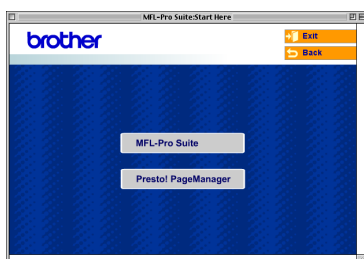 MFL-Pro Suite:Start Here
brother
Exit
Back
MFL-Pro Suite
Presto! PageManager